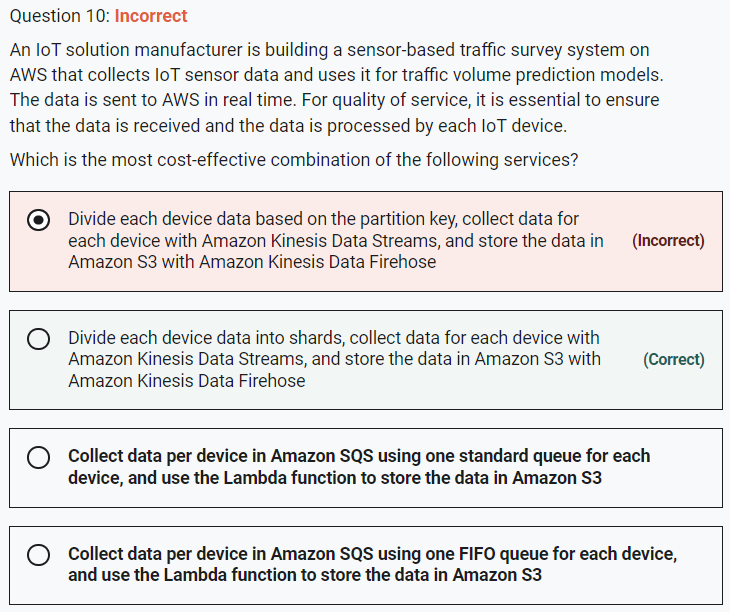 Question 10: Incorrect
An IoT solution manufacturer is building a sensor-based traffic survey system on
AWS that collects IoT sensor data and uses it for traffic volume prediction models.
The data is sent to AWS in real time. For quality of service, it is essential to ensure
that the data is received and the data is processed by each IoT device.
Which is the most cost-effective combination of the following services?
Divide each device data based on the partition key, collect data for
each device with Amazon Kinesis Data Streams, and store the data in
Amazon S3 with Amazon Kinesis Data Firehose
(Incorrect)
Divide each device data into shards, collect data for each device with
Amazon Kinesis Data Streams, and store the data in Amazon S3 with
Amazon Kinesis Data Firehose
(Correct)
Collect data per device in Amazon SQS using one standard queue for each
device, and use the Lambda function to store the data in Amazon S3
Collect data per device in Amazon SQS using one FIFO queue for each device,
and use the Lambda function to store the data in Amazon S3